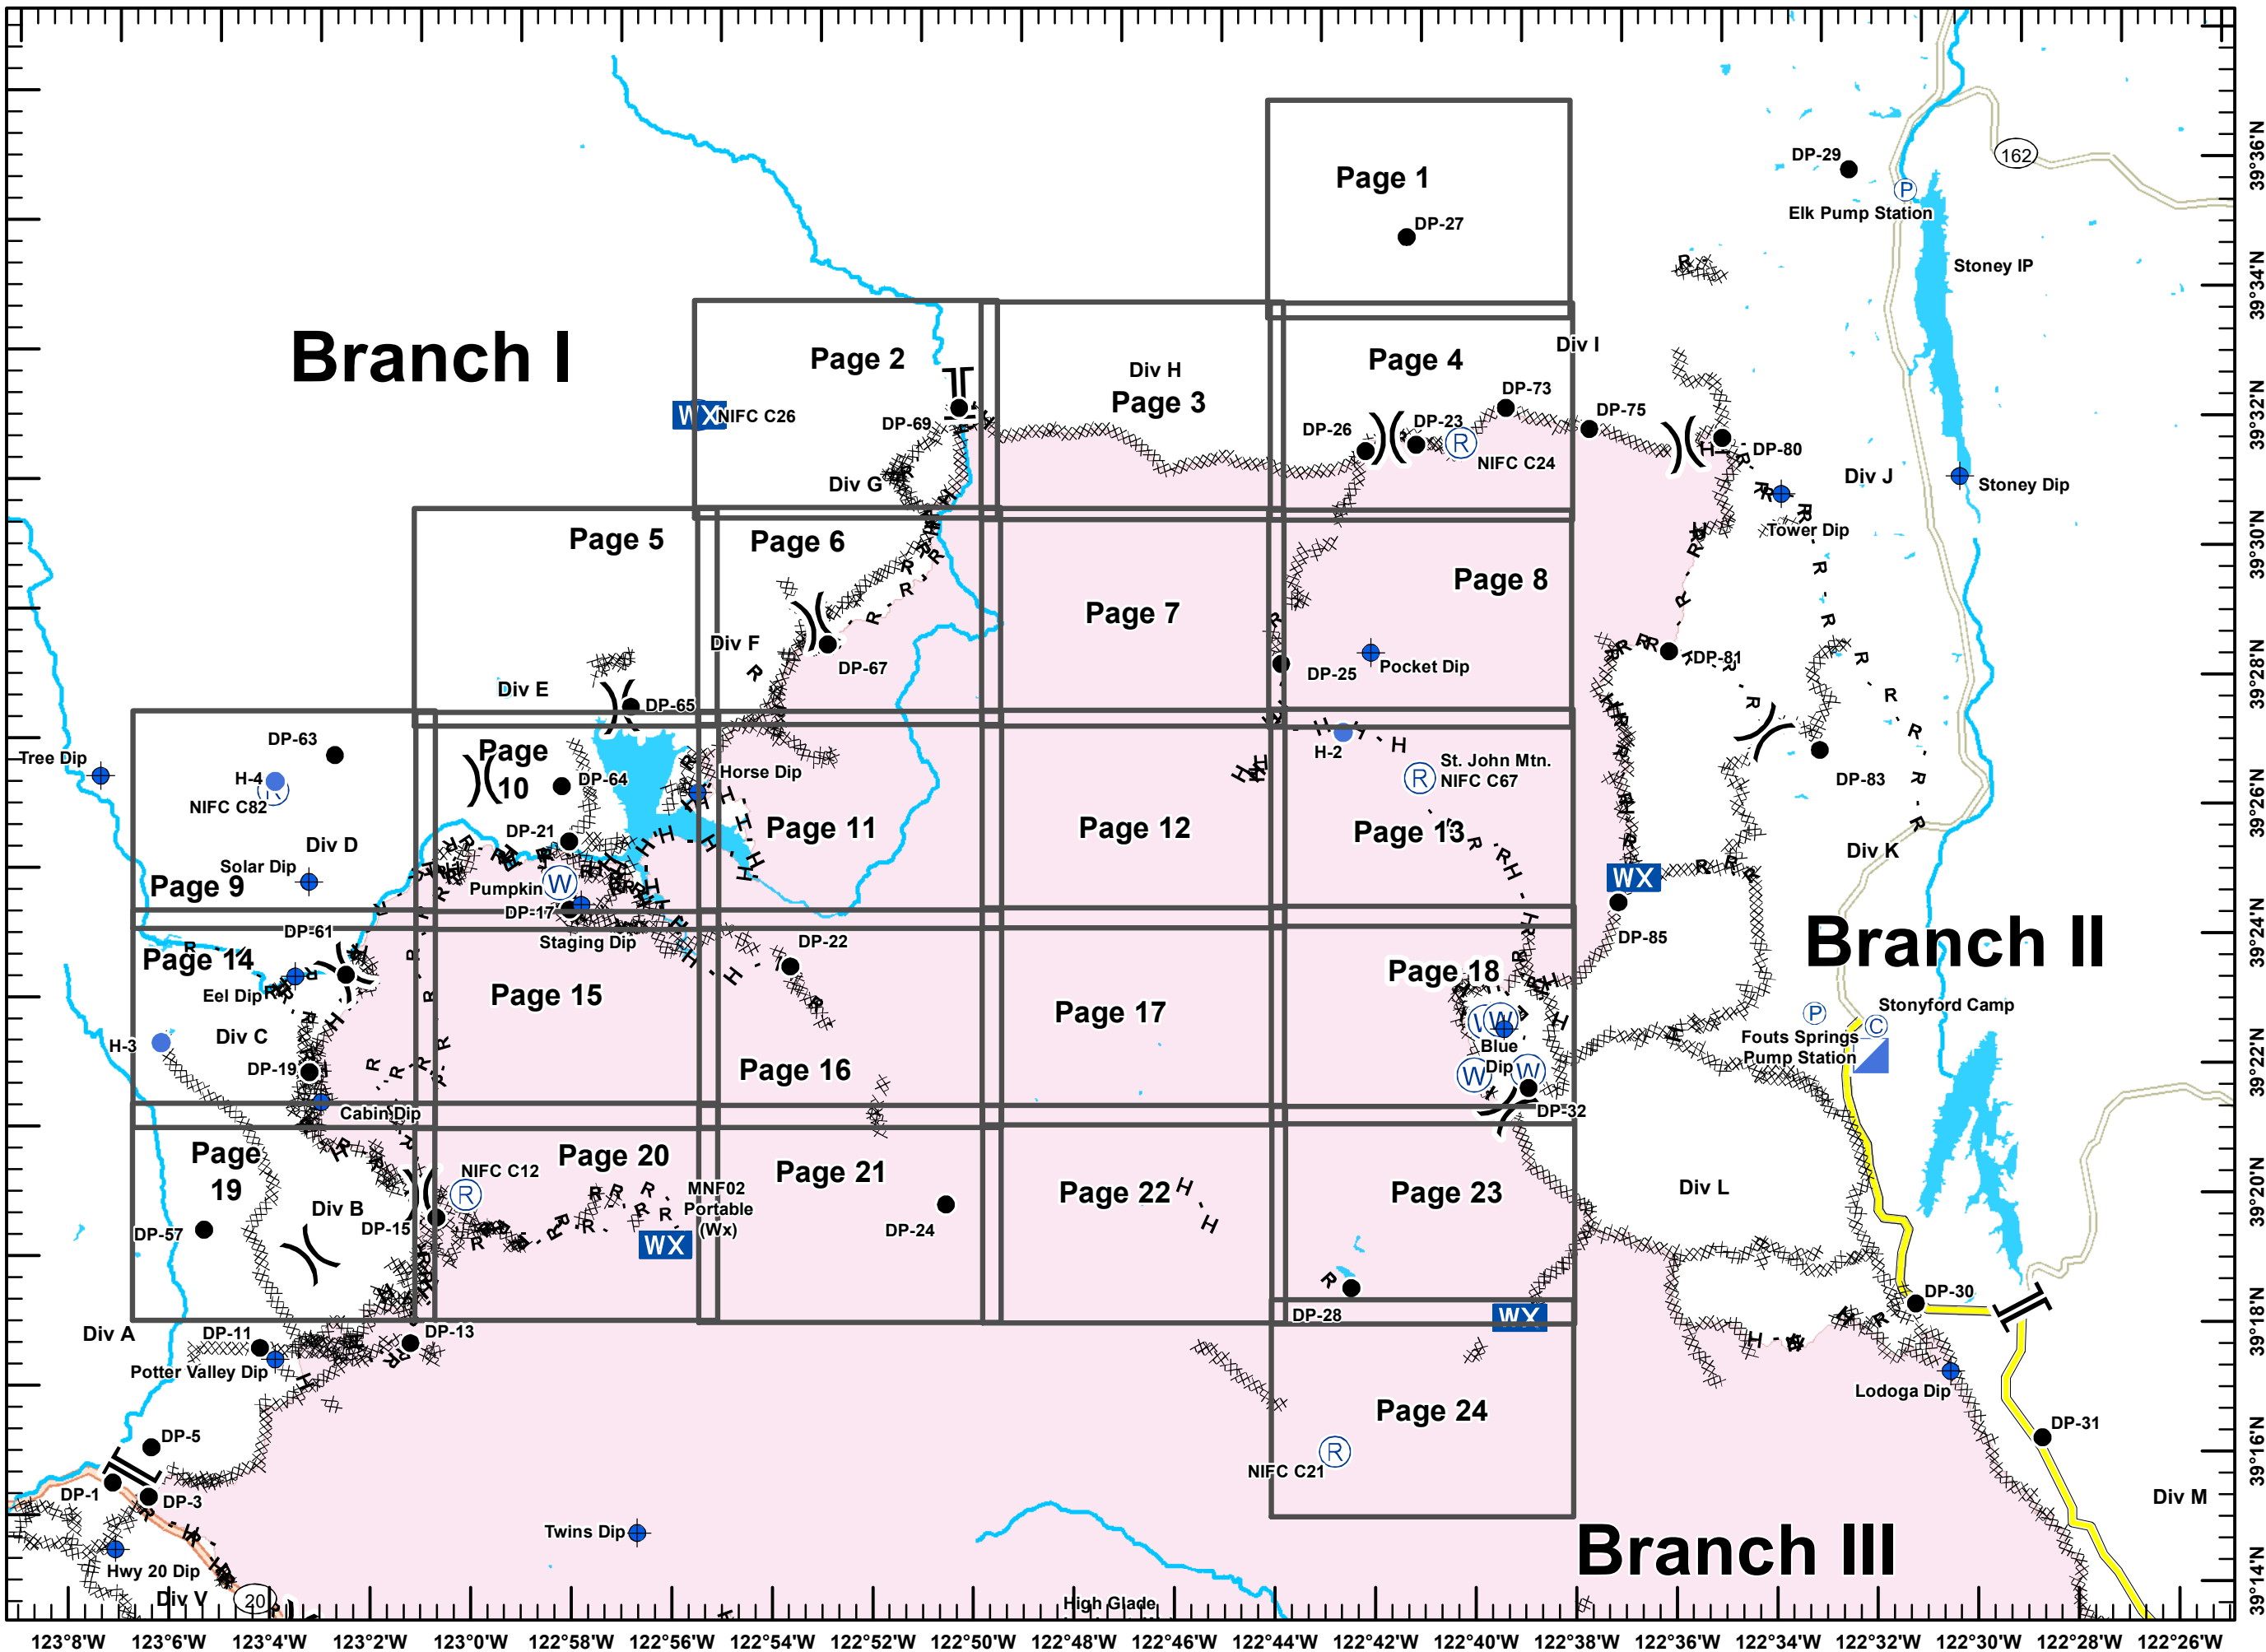 Page 1
DP-27
DP-29
162
P
Elk Pump Station
R
Stoney IP
Branch I
Page 2
Div H
Page 3
Page 4
Div I
WX
NIFC C26
DP-69
DP-26
DP-23
DP-73
DP-75
R
NIFC C24
DP-80
Div J
Stoney Dip
Tower Dip
Div G
Page 5
Page 6
Page 7
Page 8
Div F
DP-67
DP-25
Pocket Dip
DP-81
Div E
DP-65
DP-63
Tree Dip
H-4
NIFC C82
Page
10
DP-64
Horse Dip
H-2
R
St. John Mtn.
NIFC C67
DP-83
DP-21
Page 11
Page 12
Page 13
Div D
Solar Dip
Page 9
Pumpkin
W
DP-17
Staging Dip
WX
DP-85
Div K
Branch II
DP-61
Page 14
Eel Dip
DP-22
Page 15
Page 17
Page 18
Div C
H-3
DP-19
Cabin Dip
Page 16
W
W
Blue
Dip
W
W
DP-32
P
Fouts Springs
Pump Station
C
Stonyford Camp
Page
19
NIFC C12
R
Page 20
MNF02
Portable
(Wx)
WX
Page 21
Page 22
Page 23
Div L
Div B
DP-15
DP-57
DP-24
DP-28
WX
DP-30
Div A
DP-11
DP-13
Potter Valley Dip
Lodoga Dip
Page 24
R
NIFC C21
DP-31
DP-5
DP-1
DP-3
Div M
Twins Dip
Hwy 20 Dip
Div V
20
High Glade
Branch III
39°36'N
39°34'N
39°32'N
39°30'N
39°28'N
39°26'N
39°24'N
39°22'N
39°20'N
39°18'N
39°16'N
39°14'N
123°8'W 123°6'W 123°4'W 123°2'W 123°0'W 122°58'W 122°56'W 122°54'W 122°52'W 122°50'W 122°48'W 122°46'W 122°44'W 122°42'W 122°40'W 122°38'W 122°36'W 122°34'W 122°32'W 122°30'W 122°28'W 122°26'W